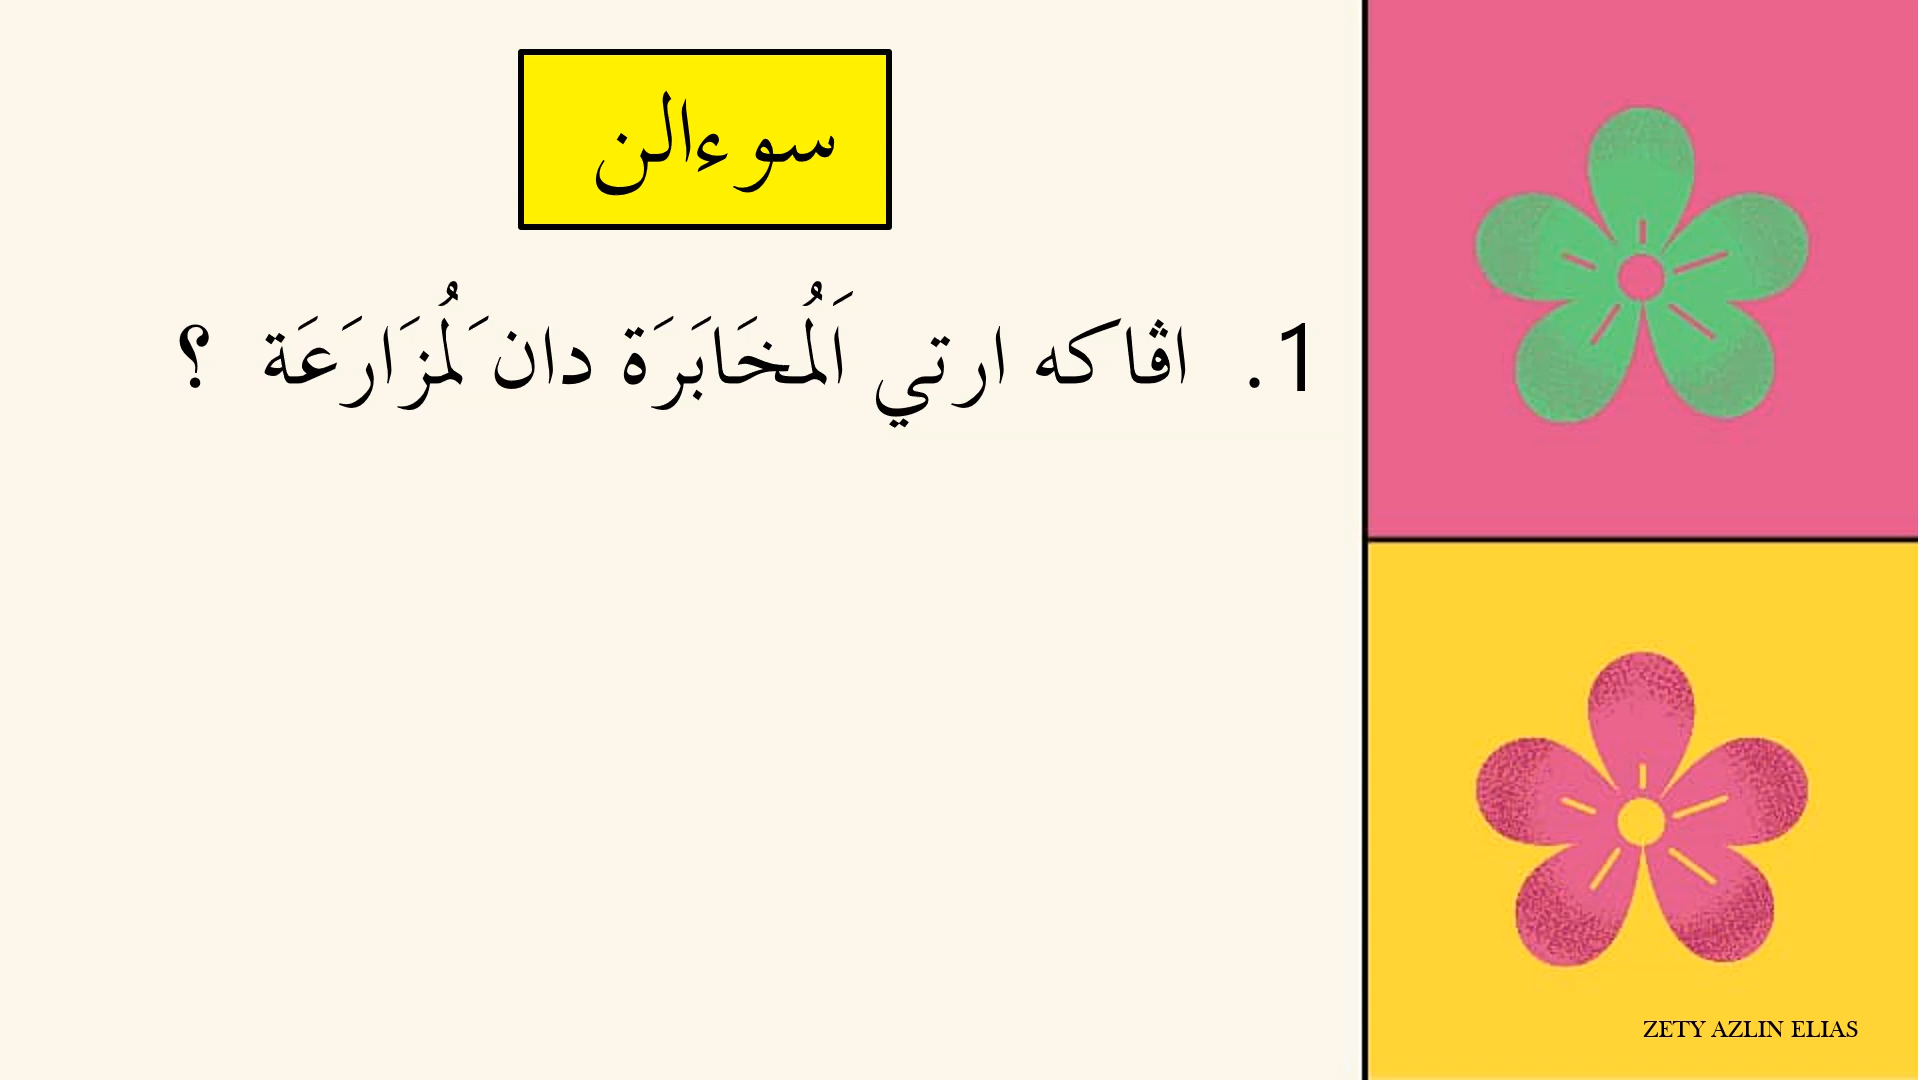 سوءالن
1. اڤاكه ارتي اَلْمُخَابَرَة دان َلْمُزَارَعَة ؟
ZETY AZLIN ELIAS